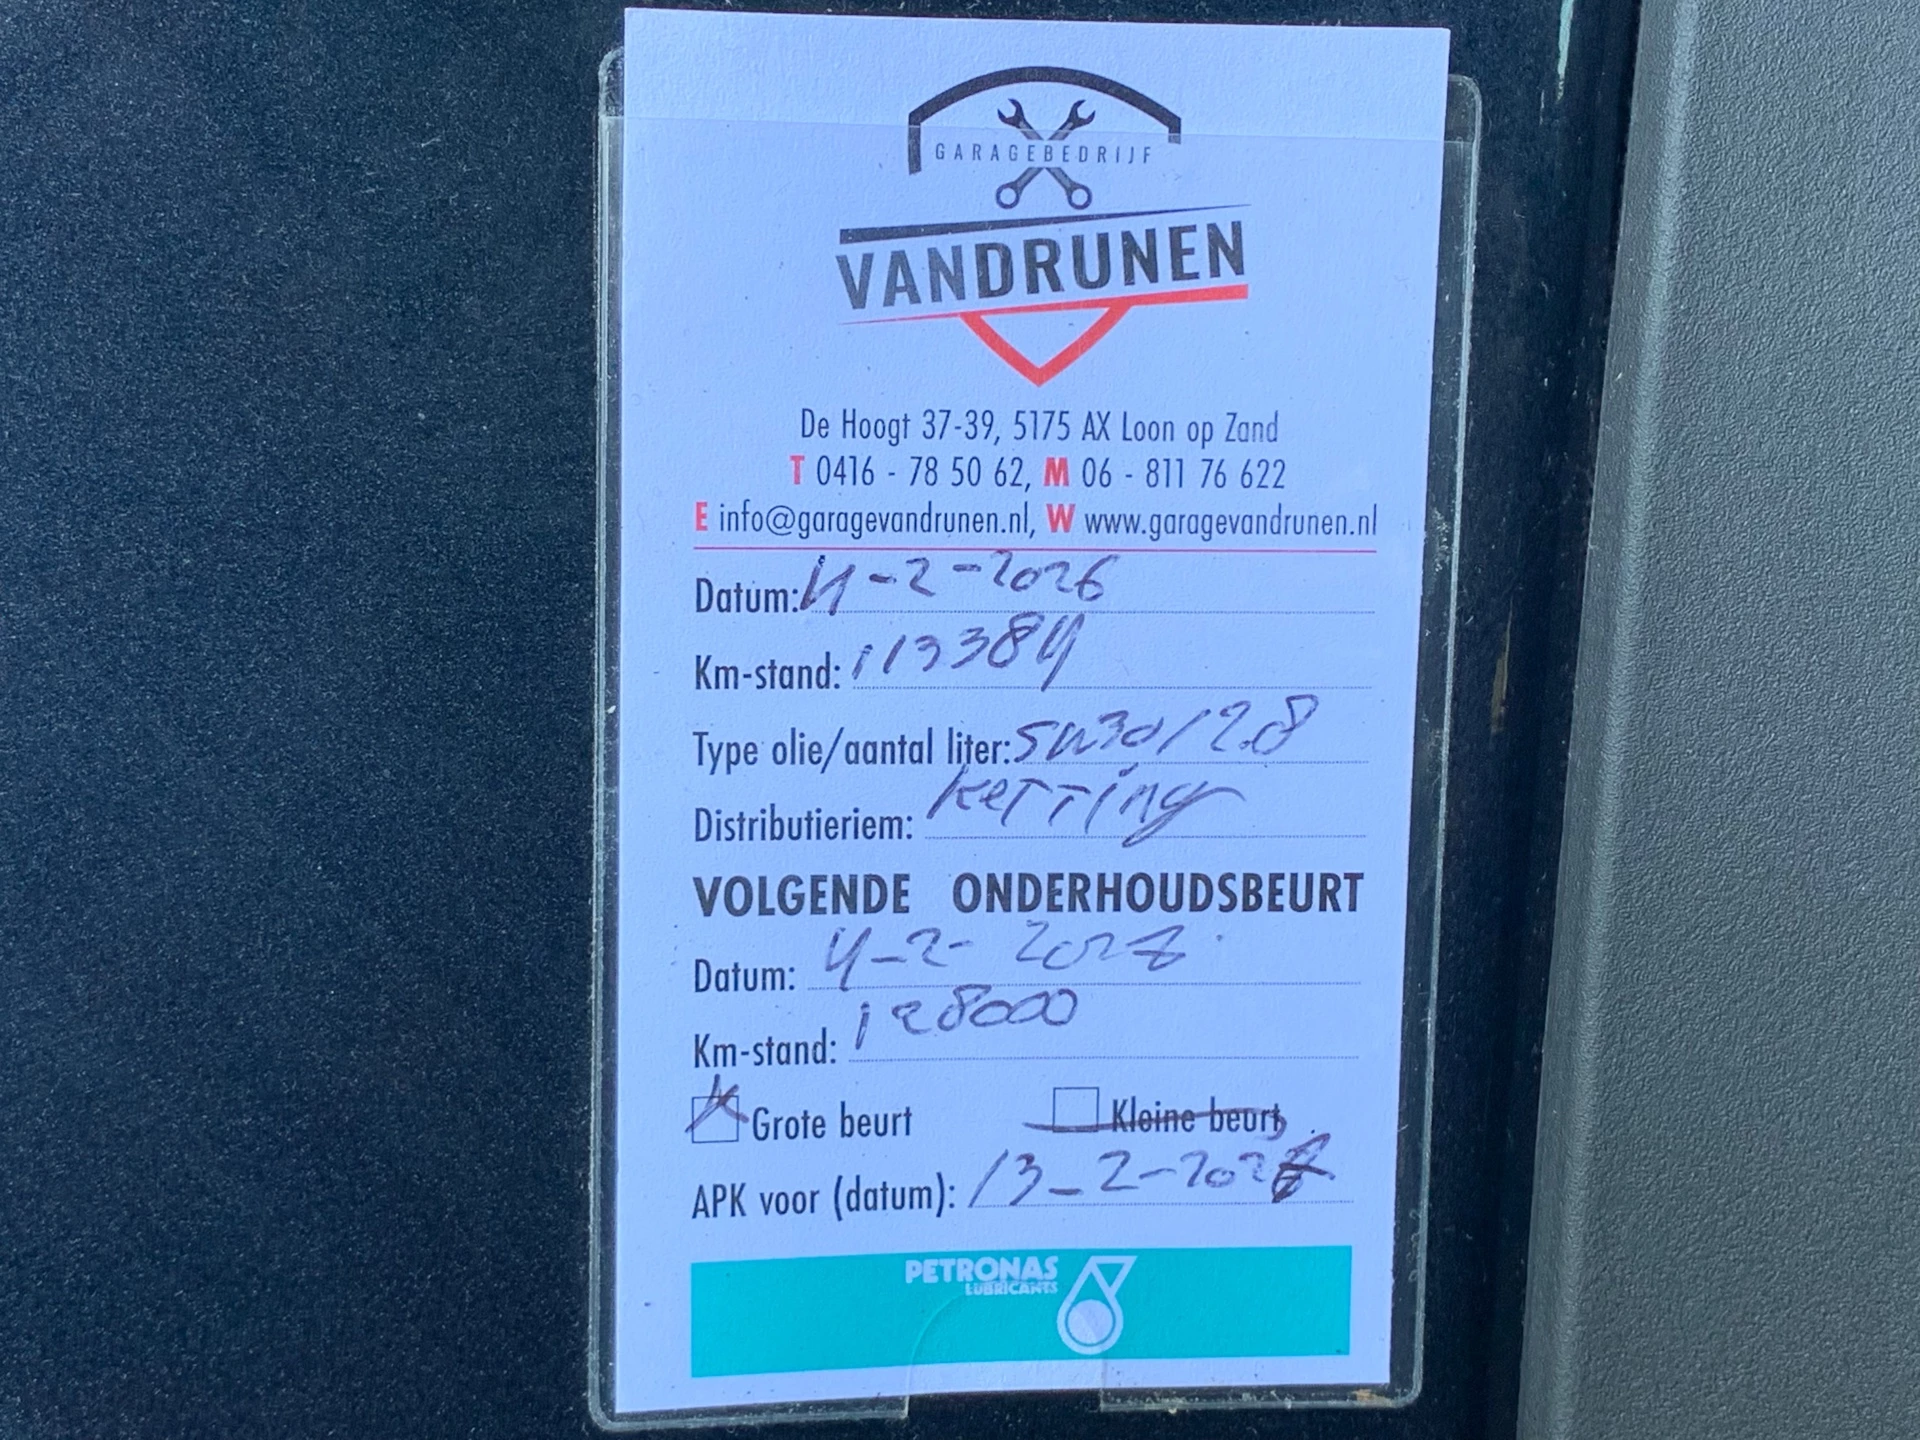 GARAGEBEDRIJF
VANDRUNEN
De Hoogt 37-39, 5175 AX Loon op Zand
T 0416 - 78 50 62, M 06 - 811 76 622
E info@garagevandrunen.nl, W www.garagevandrunen.nl
Datum: 4-2-2026
Km-stand: 113384
Type olie/aantal liter: 5W30/2.8
Distributieriem: Ketting
VOLGENDE ONDERHOUDSBEURT
Datum: 4-2-2028
Km-stand: 128000
Grote beurt Kleine beurt
APK voor (datum): 13-2-
PETRONAS
LUBRICANTS